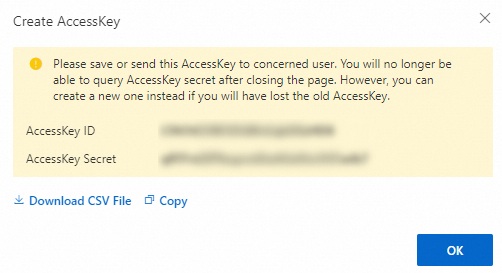 Create AccessKey
Please save or send this AccessKey to concerned user. You will no longer be
able to query AccessKey secret after closing the page. However, you can
create a new one instead if you will have lost the old AccessKey.
AccessKey ID
AccessKey Secret
Download CSV File Copy
OK